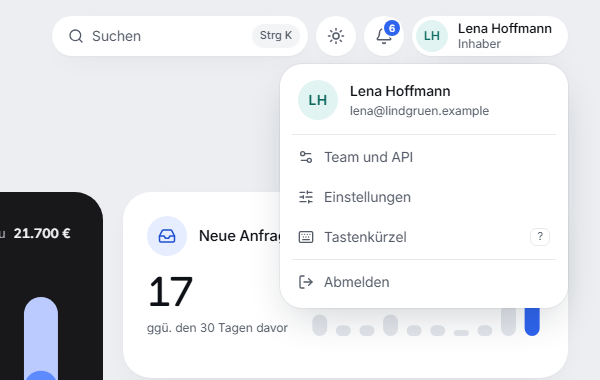 Suchen
Strg K
6
LH
Lena Hoffmann
Inhaber
LH
Lena Hoffmann
lena@lindgruen.example
Team und API
Einstellungen
Tastenkürzel
?
Abmelden
21.700 €
Neue
17
ggü. den 30 Tagen davor